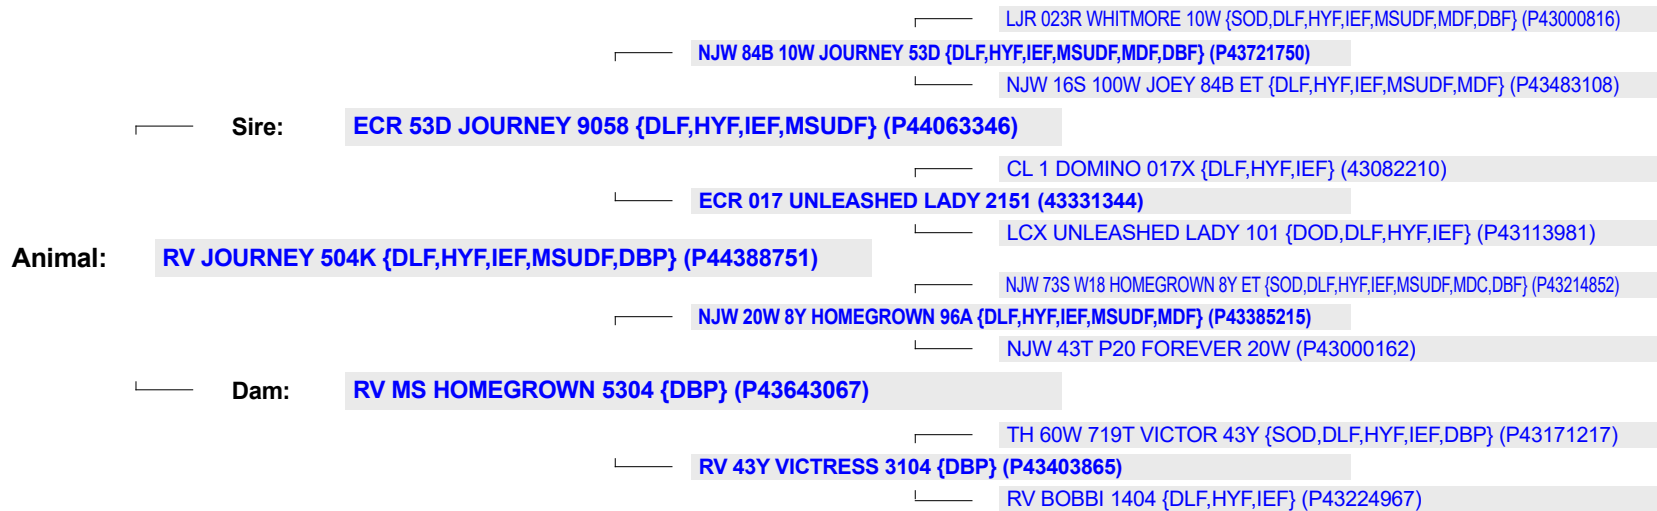 LJR 023R WHITMORE 10W {SOD,DLF,HYF,IEF,MSUDF,MDF,DBF} (P43000816)
NJW 84B 10W JOURNEY 53D {DLF,HYF,IEF,MSUDF,MDF,DBF} (P43721750)
NJW 16S 100W JOEY 84B ET {DLF,HYF,IEF,MSUDF,MDF} (P43483108)
Sire: ECR 53D JOURNEY 9058 {DLF,HYF,IEF,MSUDF} (P44063346)
CL 1 DOMINO 017X {DLF,HYF,IEF} (43082210)
ECR 017 UNLEASHED LADY 2151 (43331344)
LCX UNLEASHED LADY 101 {DOD,DLF,HYF,IEF} (P43113981)
Animal: RV JOURNEY 504K {DLF,HYF,IEF,MSUDF,DBP} (P44388751)
NJW 73S W18 HOMEGROWN 8Y ET {SOD,DLF,HYF,IEF,MSUDF,MDC,DBF} (P43214852)
NJW 20W 8Y HOMEGROWN 96A {DLF,HYF,IEF,MSUDF,MDF} (P43385215)
NJW 43T P20 FOREVER 20W (P43000162)
Dam: RV MS HOMEGROWN 5304 {DBP} (P43643067)
TH 60W 719T VICTOR 43Y {SOD,DLF,HYF,IEF,DBP} (P43171217)
RV 43Y VICTRESS 3104 {DBP} (P43403865)
RV BOBBI 1404 {DLF,HYF,IEF} (P43224967)